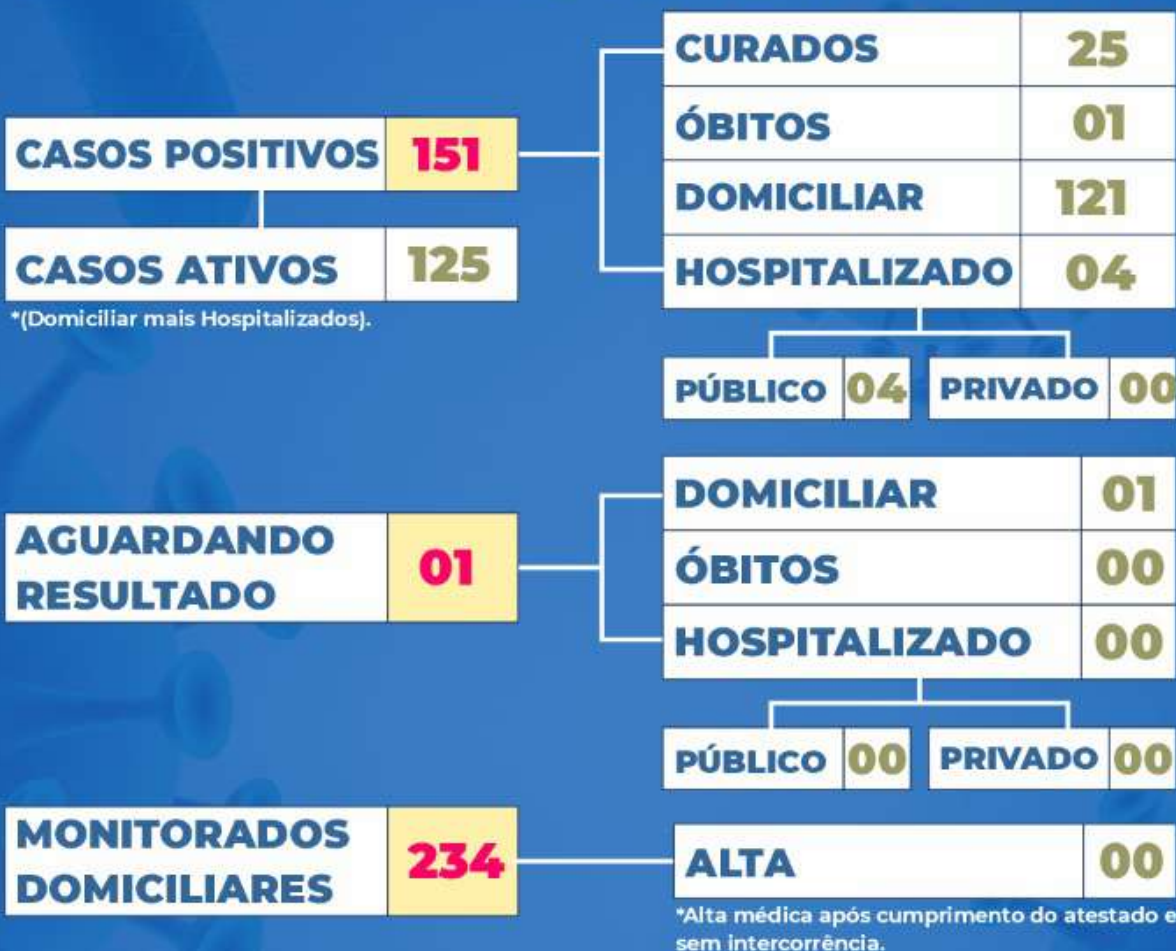 CASOS POSITIVOS 151
CASOS ATIVOS 125
*(Domiciliar mais Hospitalizados).
CURADOS 25
ÓBITOS 01
DOMICILIAR 121
HOSPITALIZADO 04
PÚBLICO 04 PRIVADO 00
AGUARDANDO
RESULTADO 01
DOMICILIAR 01
ÓBITOS 00
HOSPITALIZADO 00
PÚBLICO 00 PRIVADO 00
MONITORADOS
DOMICILIARES 234
ALTA 00
*Alta médica após cumprimento do atestado e
sem intercorrência.